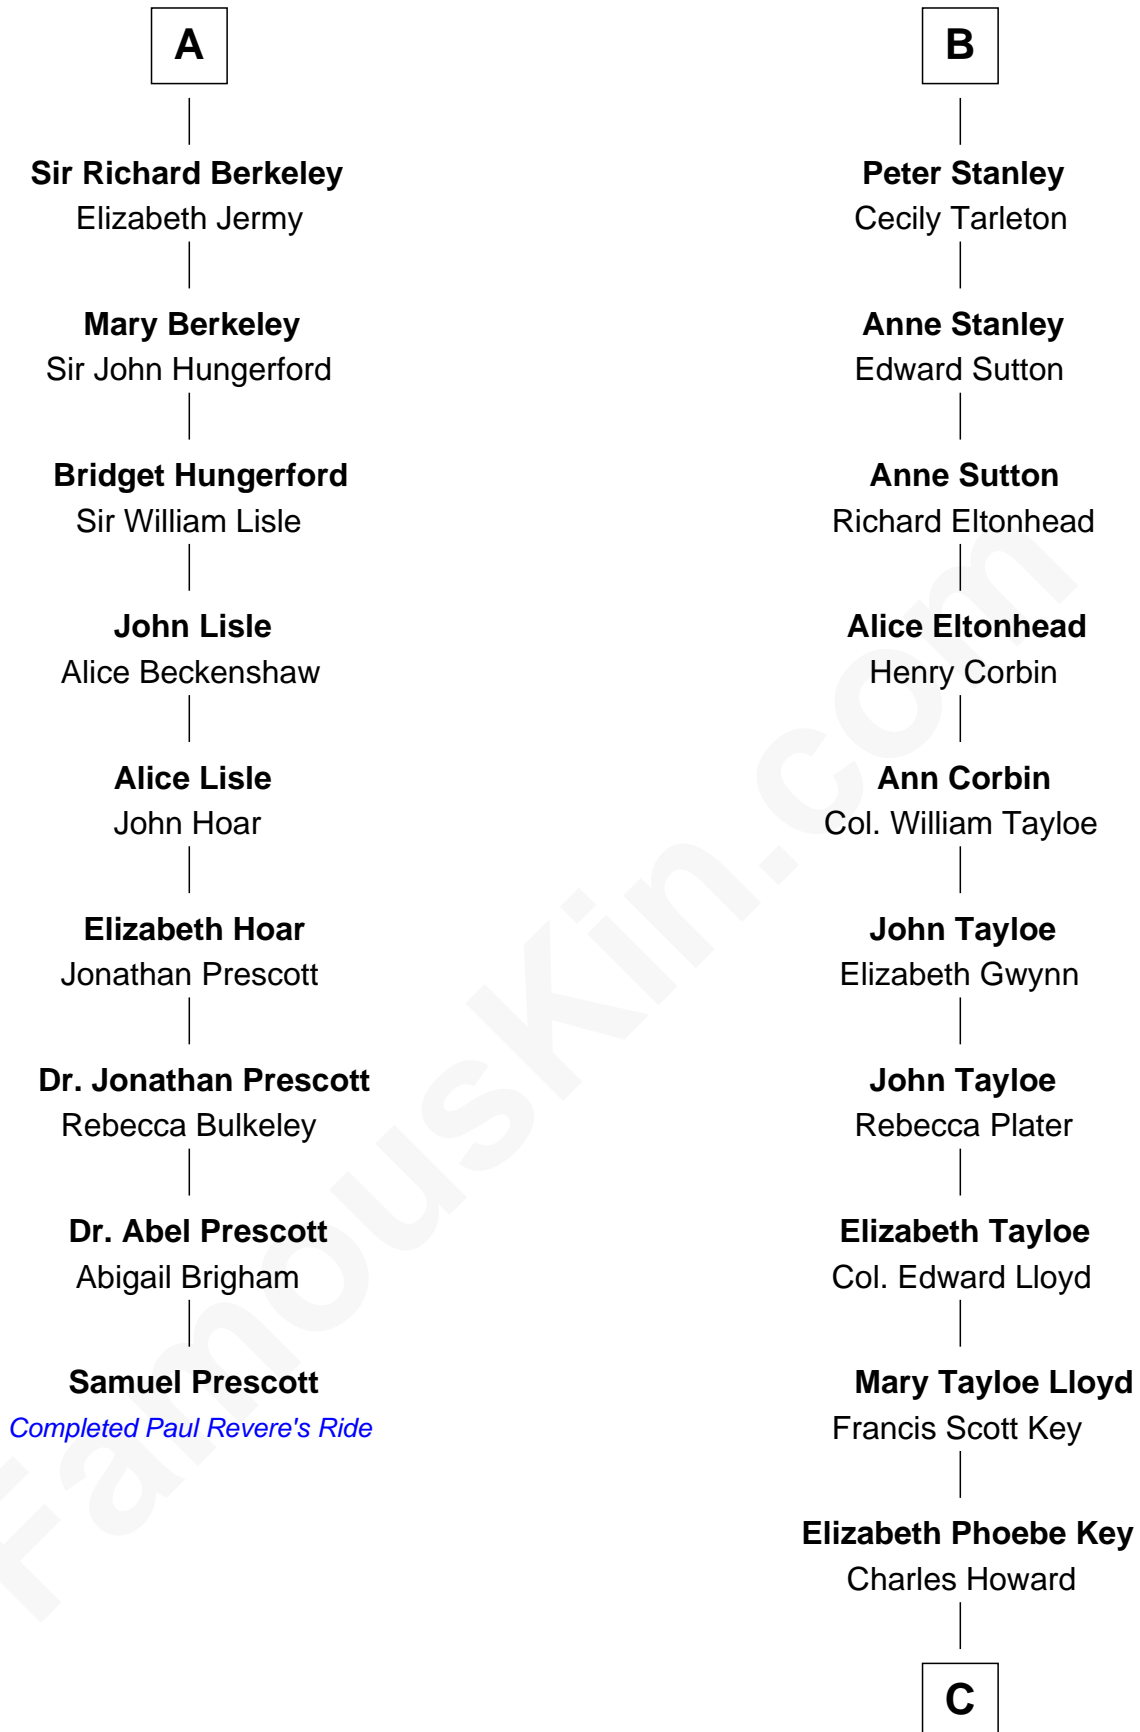 A
Sir Richard Berkeley
Elizabeth Jermy
Mary Berkeley
Sir John Hungerford
Bridget Hungerford
Sir William Lisle
John Lisle
Alice Beckenshaw
Alice Lisle
John Hoar
Elizabeth Hoar
Jonathan Prescott
Dr. Jonathan Prescott
Rebecca Bulkeley
Dr. Abel Prescott
Abigail Brigham
Samuel Prescott
Completed Paul Revere's Ride
B
Peter Stanley
Cecily Tarleton
Anne Stanley
Edward Sutton
Anne Sutton
Richard Eltonhead
Alice Eltonhead
Henry Corbin
Ann Corbin
Col. William Tayloe
John Tayloe
Elizabeth Gwynn
John Tayloe
Rebecca Plater
Elizabeth Tayloe
Col. Edward Lloyd
Mary Tayloe Lloyd
Francis Scott Key
Elizabeth Phoebe Key
Charles Howard
C
FamousKin.com